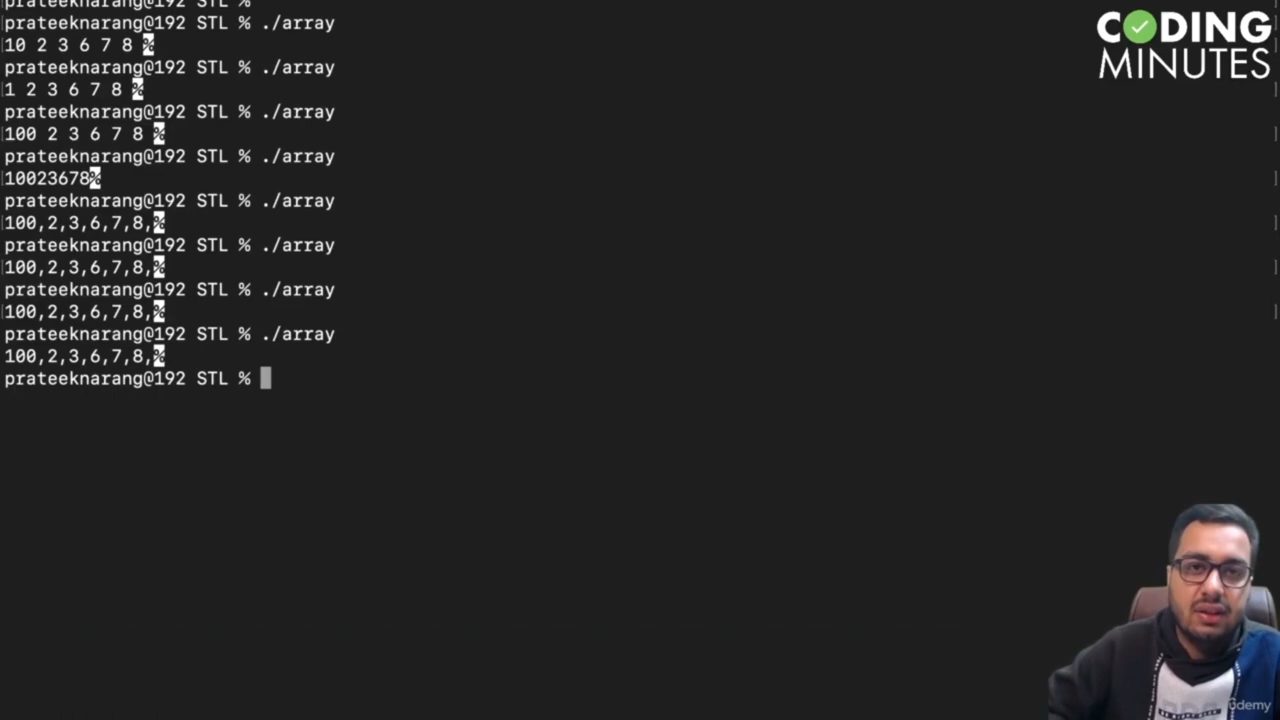 prateeknarang@192 STL %
prateeknarang@192 STL % ./array
10 2 3 6 7 8 %
prateeknarang@192 STL % ./array
1 2 3 6 7 8 %
prateeknarang@192 STL % ./array
100 2 3 6 7 8 %
prateeknarang@192 STL % ./array
10023678%
prateeknarang@192 STL % ./array
100,2,3,6,7,8,%
prateeknarang@192 STL % ./array
100,2,3,6,7,8,%
prateeknarang@192 STL % ./array
100,2,3,6,7,8,%
prateeknarang@192 STL % ./array
100,2,3,6,7,8,%
prateeknarang@192 STL %
CODING
MINUTES
udemy